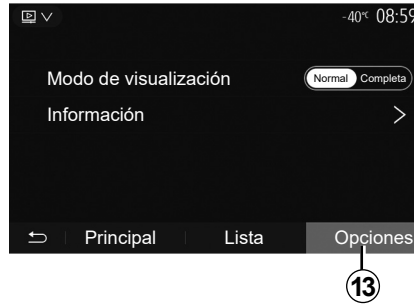 -40°C 08:59
Modo de visualización Normal Completa
Información
Principal Lista Opciones
13